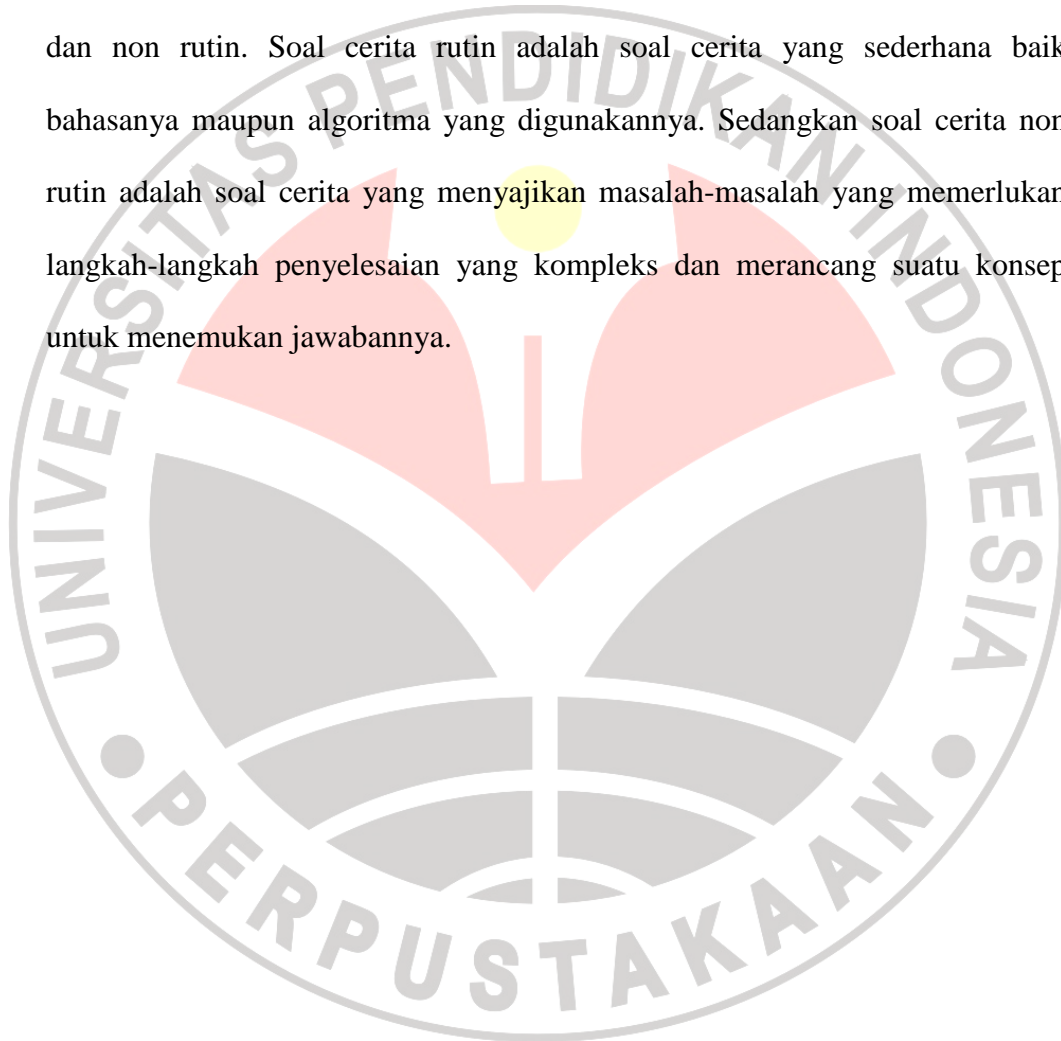 dan non rutin. Soal cerita rutin adalah soal cerita yang sederhana baik
bahasanya maupun algoritma yang digunakannya. Sedangkan soal cerita non
rutin adalah soal cerita yang menyajikan masalah-masalah yang memerlukan
langkah-langkah penyelesaian yang kompleks dan merancang suatu konsep
untuk menemukan jawabannya.
UNIVERSITAS PENDIDIKAN INDONESIA
PERPUSTAKAAN